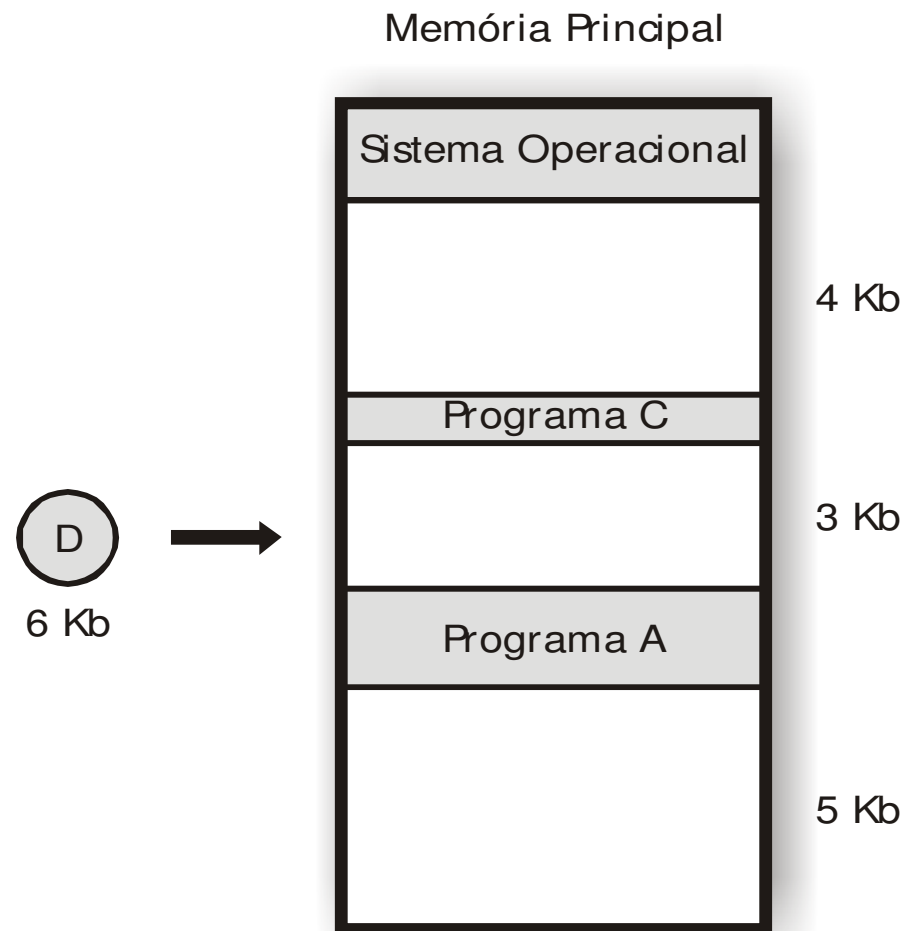 Memória Principal
Sistema Operacional
4 Kb
Programa C
3 Kb
D
6 Kb
Programa A
5 Kb